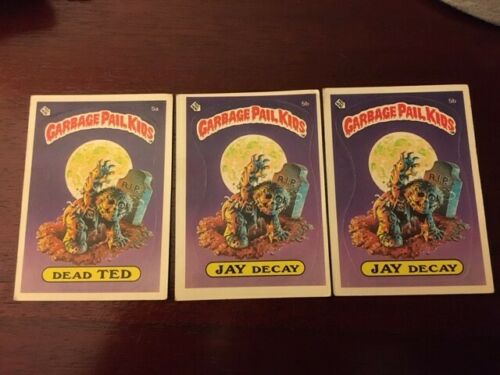 5a
GARBAGE PAIL KIDS
R.I.P.
DEAD TED
5b
GARBAGE PAIL KIDS
R.I.P.
JAY DECAY
5b
GARBAGE PAIL KIDS
R.I.P.
JAY DECAY